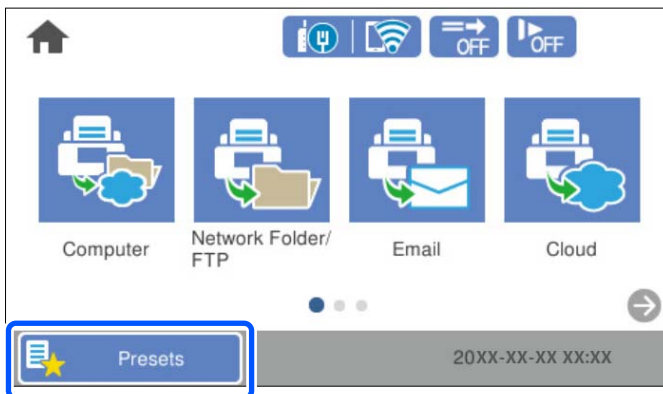 OFF
OFF
Computer
Network Folder/
FTP
Email
Cloud
Presets
20XX-XX-XX XX:XX